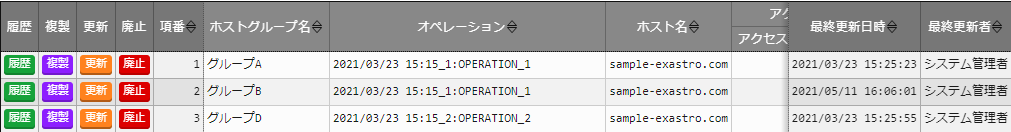 履歴 複製 更新 廃止 項番 ホストグループ名 オペレーション ホスト名 アク 最終更新日時 最終更新者
アクセス
履歴 複製 更新 廃止 1 グループA 2021/03/23 15:15_1:OPERATION_1 sample-exastro.com 2021/03/23 15:25:23 システム管理者
履歴 複製 更新 廃止 2 グループB 2021/03/23 15:15_1:OPERATION_1 sample-exastro.com 2021/05/11 16:06:01 システム管理者
履歴 複製 更新 廃止 3 グループD 2021/03/23 15:15_2:OPERATION_2 sample-exastro.com 2021/03/23 15:25:55 システム管理者